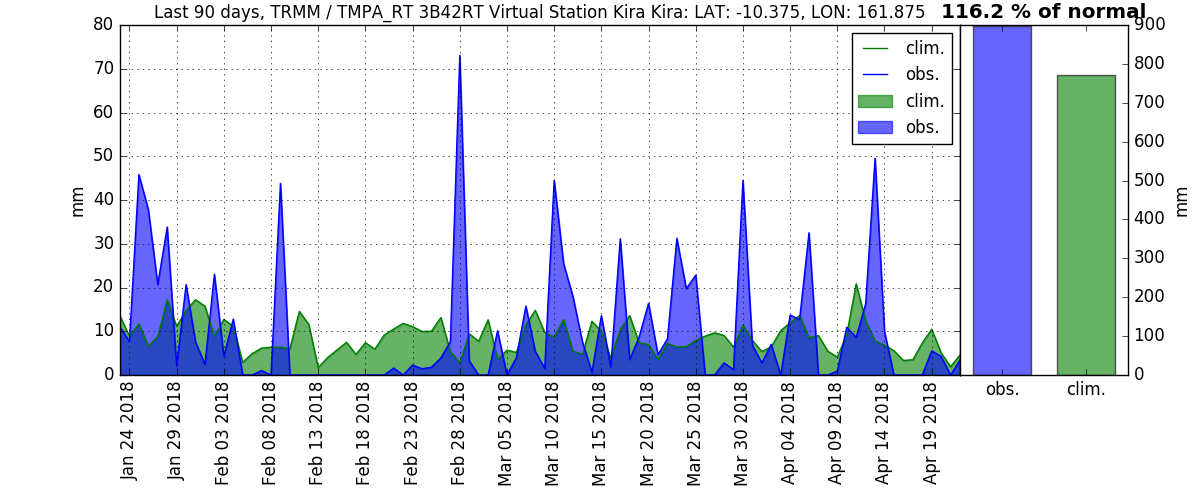 Last 90 days, TRMM / TMPA_RT 3B42RT Virtual Station Kira Kira: LAT: -10.375, LON: 161.875
116.2 % of normal
80
70
60
50
40
30
20
10
0
mm
clim.
obs.
clim.
obs.
900
800
700
600
500
400
300
200
100
0
mm
Jan 24 2018
Jan 29 2018
Feb 03 2018
Feb 08 2018
Feb 13 2018
Feb 18 2018
Feb 23 2018
Feb 28 2018
Mar 05 2018
Mar 10 2018
Mar 15 2018
Mar 20 2018
Mar 25 2018
Mar 30 2018
Apr 04 2018
Apr 09 2018
Apr 14 2018
Apr 19 2018
obs.
clim.